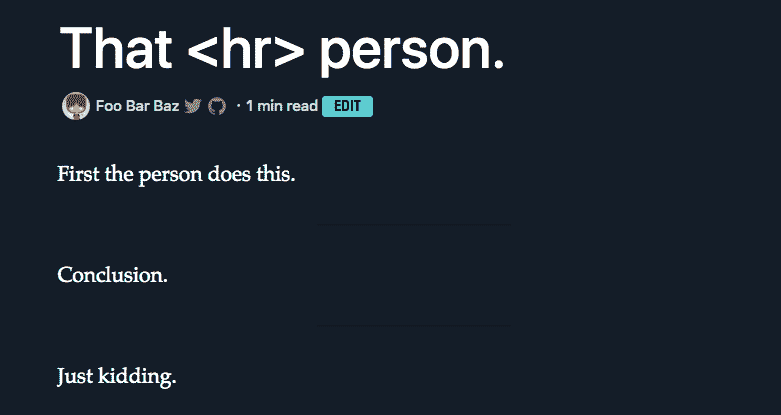 That <hr> person.
Foo Bar Baz · 1 min read EDIT
First the person does this.
Conclusion.
Just kidding.